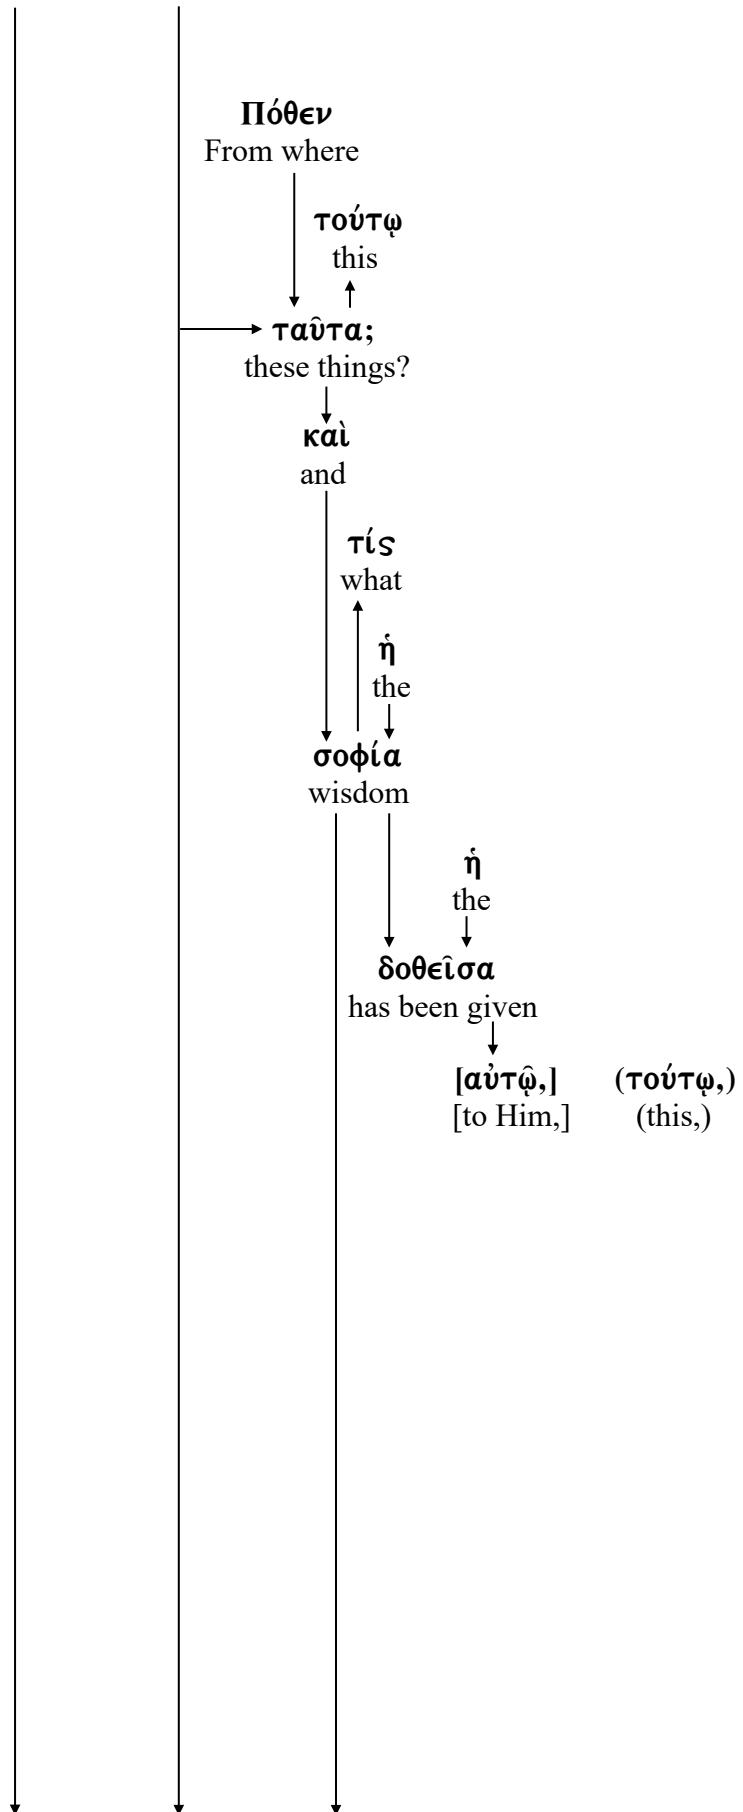 Πόθεν
From where
τούτῳ
this
ταῦτα;
these things?
καὶ
and
τίς
what
ἡ
the
σοφία
wisdom
ἡ
the
δοθεῖσα
has been given
[αὐτῷ,] (τούτῳ,)
[to Him,] (this,)